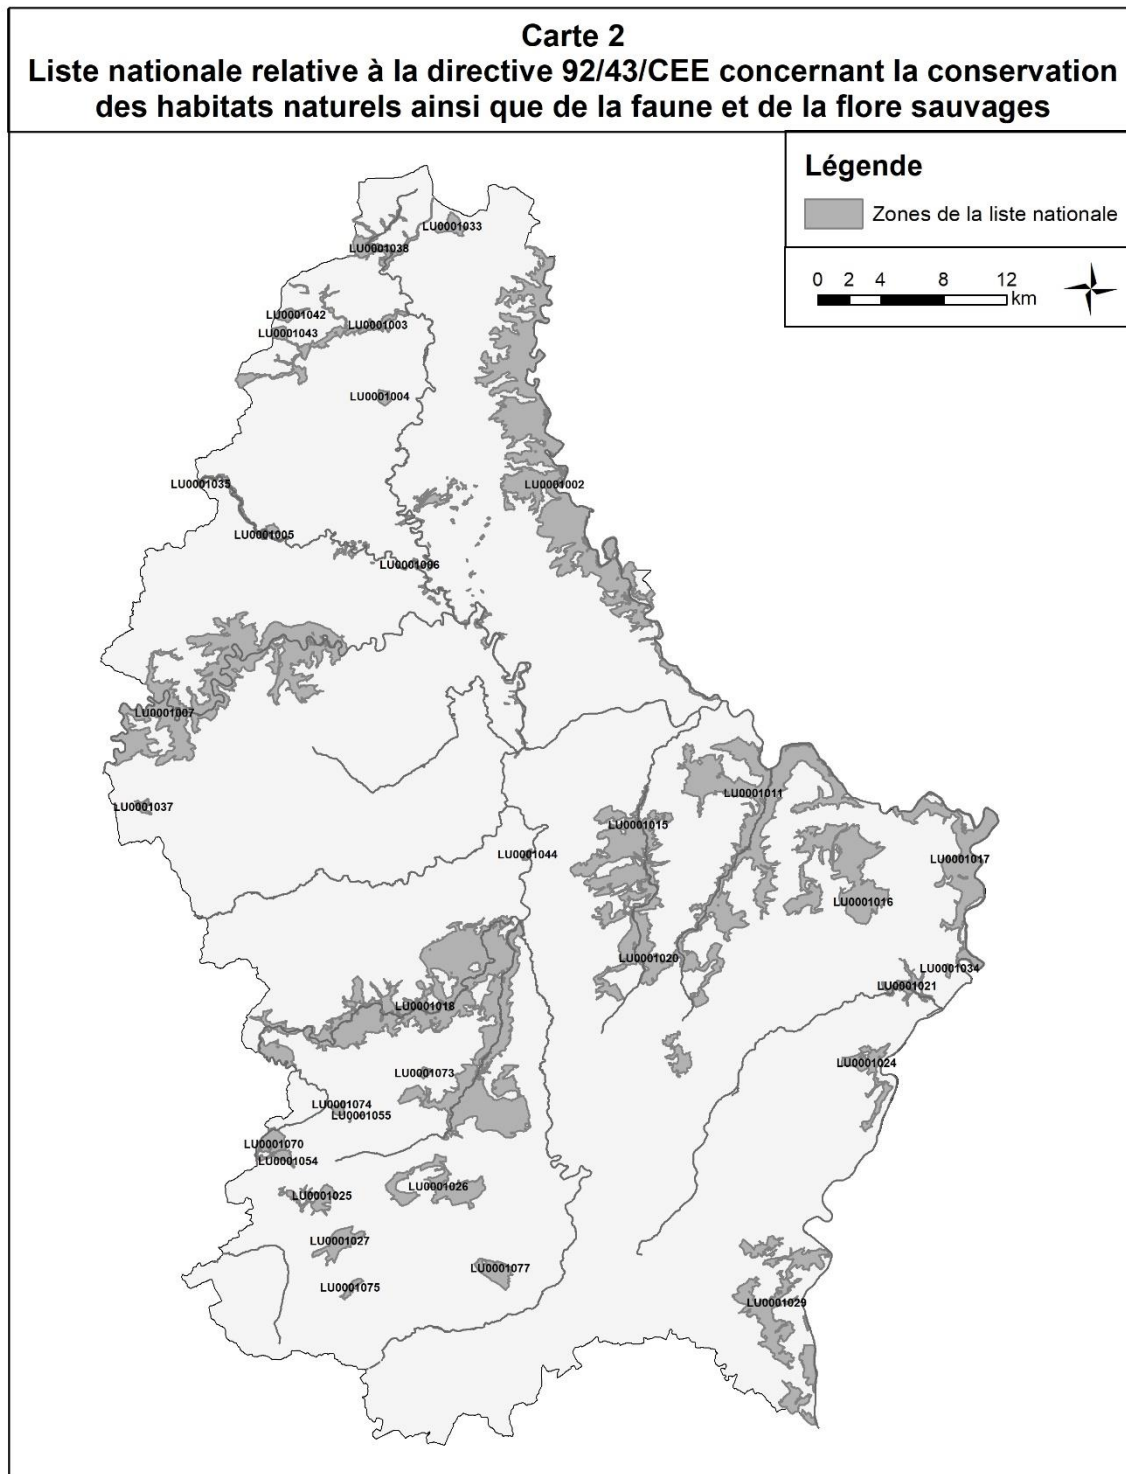 Carte 2
Liste nationale relative à la directive 92/43/CEE concernant la conservation
des habitats naturels ainsi que de la faune et de la flore sauvages
Légende
Zones de la liste nationale
0 2 4 8 12
km
LU0001033
LU0001038
LU0001042
LU0001003
LU0001043
LU0001004
LU0001035
LU0001002
LU0001005
LU0001006
LU0001007
LU0001011
LU0001037
LU0001015
LU0001044
LU0001017
LU0001016
LU0001020
LU0001034
LU0001021
LU0001018
LU0001024
LU0001073
LU0001074
LU0001055
LU0001070
LU0001054
LU0001026
LU0001025
LU0001027
LU0001077
LU0001075
LU0001029